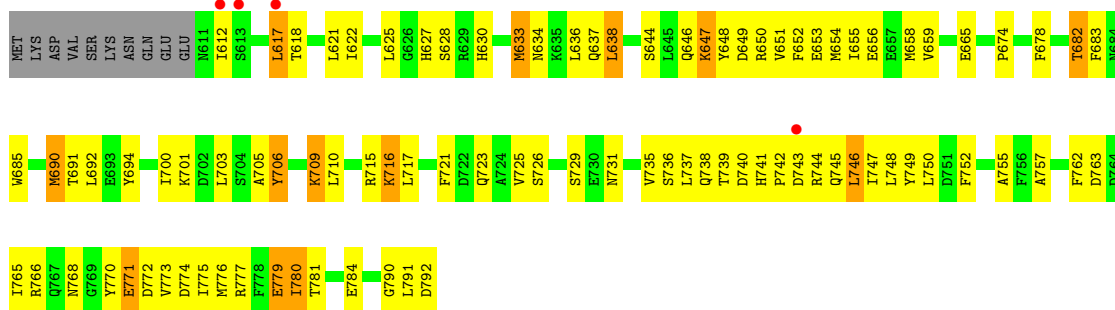 MET LYS ASP VAL SER LYS ASN GLN GLU GLU N611 I612 S613 L617 T618 L621 I622 L625 G626 H627 S628 R629 H630 M633 N634 K635 L636 Q637 L638 S644 L645 Q646 K647 Y648 D649 R650 V651 F652 E653 M654 I655 E656 E657 M658 V659 E665 P674 F678 T682 F683 N684
W685 M690 T691 L692 E693 Y694 I700 K701 D702 L703 S704 A705 Y706 K709 L710 R715 K716 L717 F721 D722 Q723 A724 V725 S726 S729 E730 N731 V735 S736 L737 Q738 T739 D740 H741 P742 D743 R744 Q745 L746 I747 L748 Y749 L750 D751 F752 A755 F756 A757 F762 D763 P764
I765 R766 Q767 N768 G769 Y770 E771 D772 V773 D774 I775 M776 R777 F778 E779 I780 T781 E784 G790 L791 D792